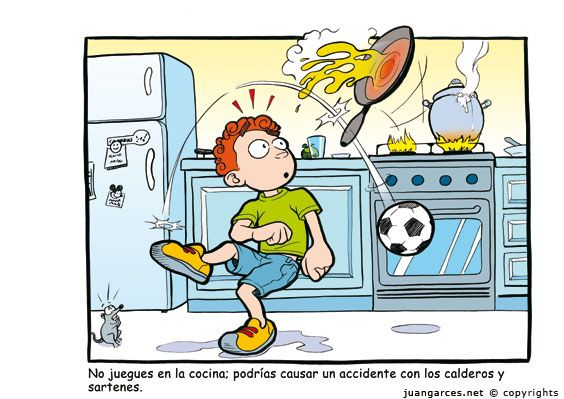 No juegues en la cocina; podrías causar un accidente con los calderos y
sartenes.
juangarces.net © copyrights